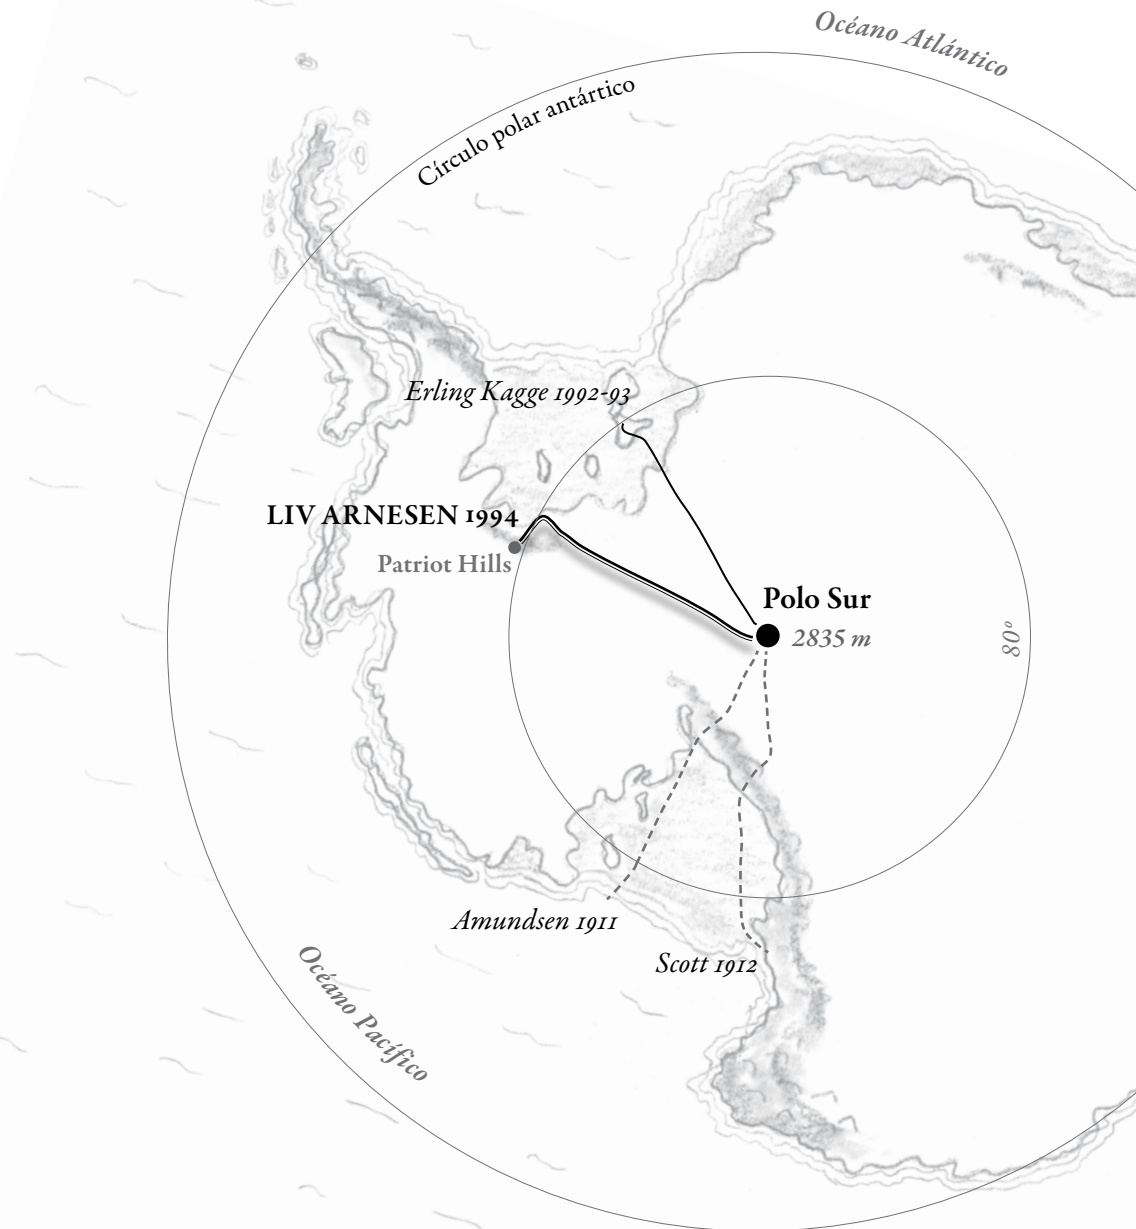 Océano Atlántico
Círculo polar antártico
Erling Kagge 1992-93
LIV ARNESEN 1994
Patriot Hills
Polo Sur
2835 m
80º
Amundsen 1911
Scott 1912
Océano Pacífico